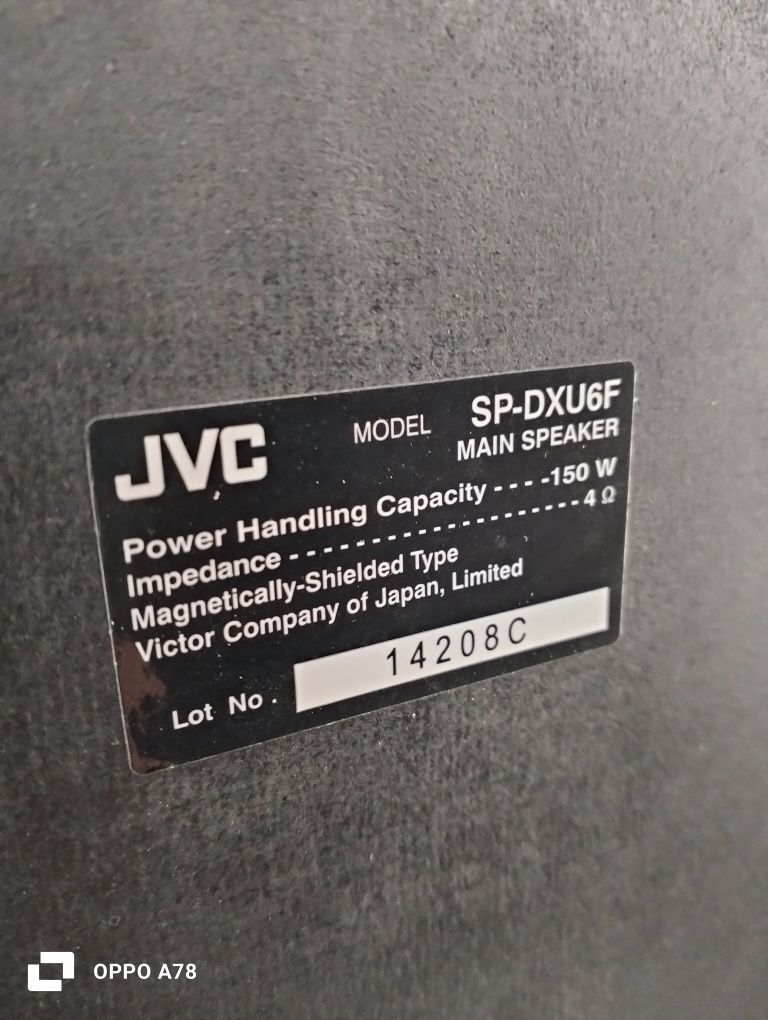 JVC MODEL SP-DXU6F
MAIN SPEAKER
Power Handling Capacity - - - -150 W
Impedance - - - - - - - - - - - - - - - - - - - 4 Ω
Magnetically-Shielded Type
Victor Company of Japan, Limited
Lot No. 14208C
OPPO A78